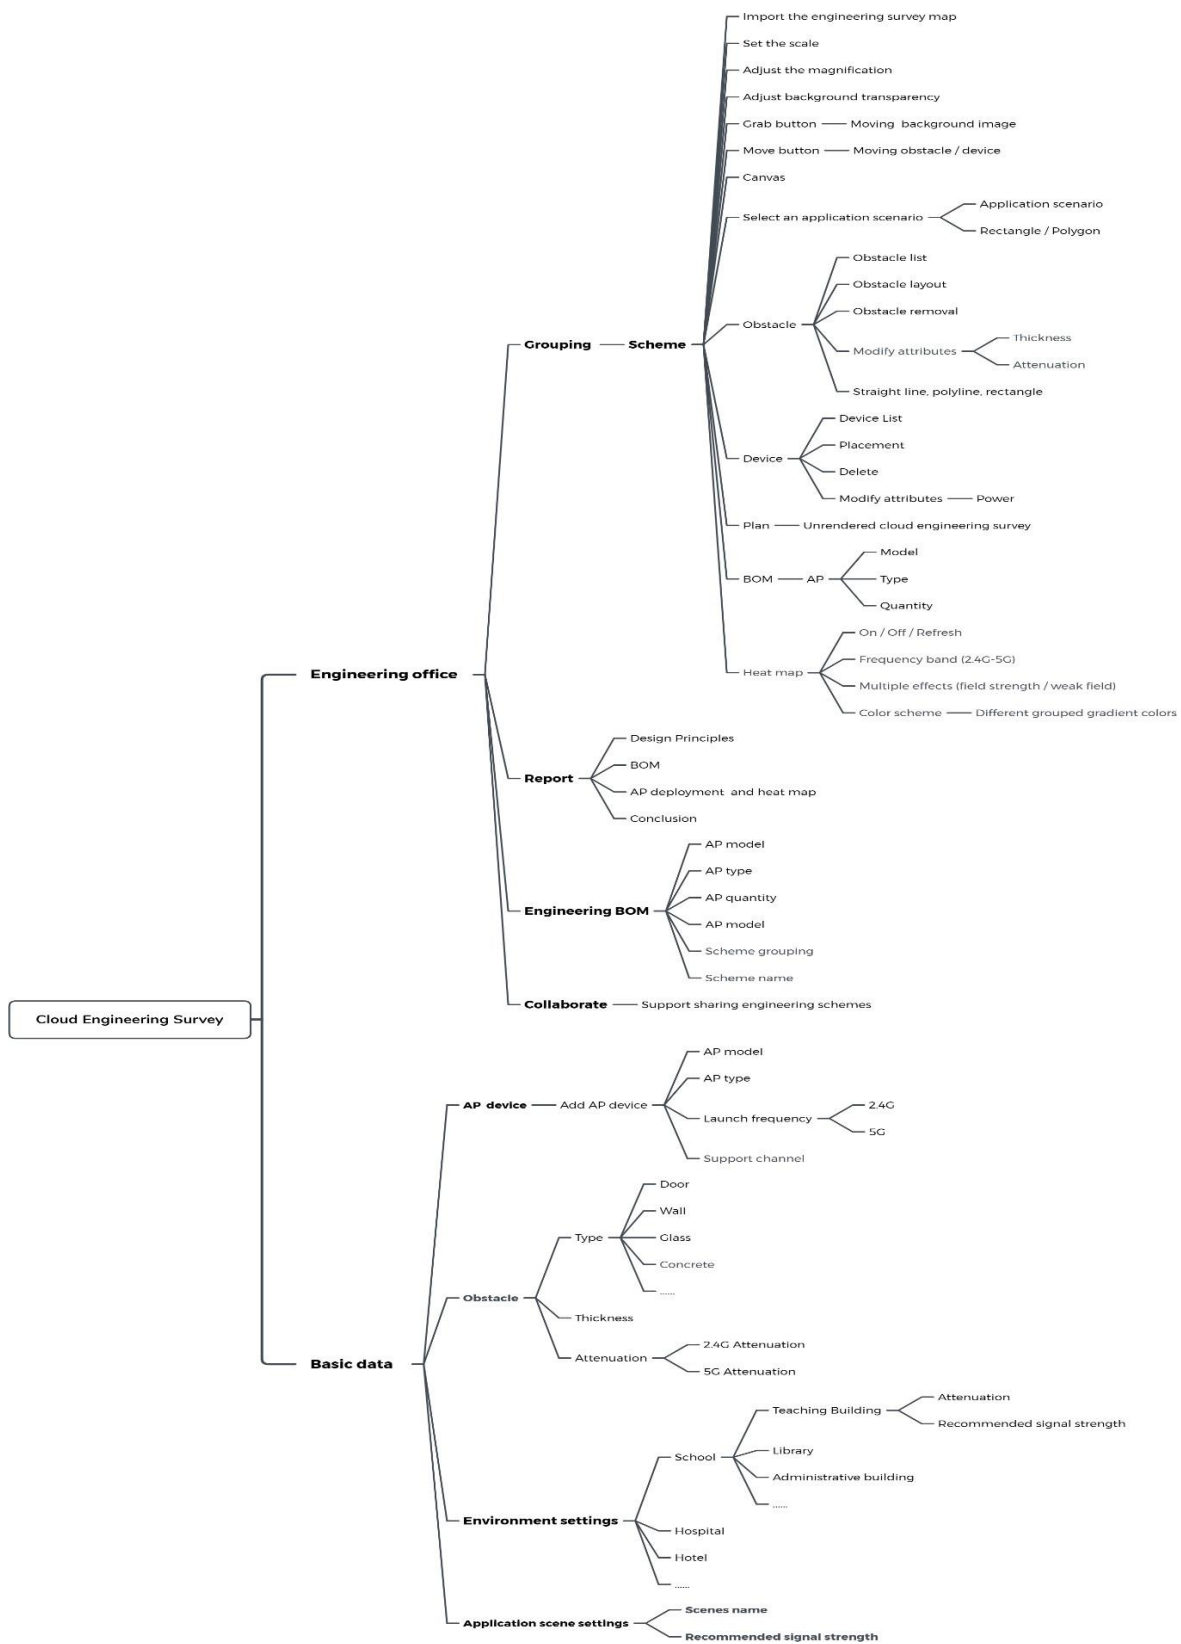 Import the engineering survey map
Set the scale
Adjust the magnification
Adjust background transparency
Grab button
Moving background image
Move button
Moving obstacle / device
Canvas
Select an application scenario
Application scenario
Rectangle / Polygon
Obstacle
Obstacle list
Obstacle layout
Obstacle removal
Modify attributes
Thickness
Attenuation
Straight line, polyline, rectangle
Grouping
Scheme
Device
Device List
Placement
Delete
Modify attributes
Power
Plan
Unrendered cloud engineering survey
BOM
AP
Model
Type
Quantity
Heat map
On / Off / Refresh
Frequency band (2.4G-5G)
Multiple effects (field strength / weak field)
Color scheme
Different grouped gradient colors
Engineering office
Report
Design Principles
BOM
AP deployment and heat map
Conclusion
Engineering BOM
AP model
AP type
AP quantity
AP model
Scheme grouping
Scheme name
Collaborate
Support sharing engineering schemes
Cloud Engineering Survey
AP device
Add AP device
AP model
AP type
Launch frequency
2.4G
5G
Support channel
Obstacle
Type
Door
Wall
Glass
Concrete
......
Thickness
Attenuation
2.4G Attenuation
5G Attenuation
Basic data
Environment settings
School
Teaching Building
Attenuation
Recommended signal strength
Library
Administrative building
......
Hospital
Hotel
......
Application scene settings
Scenes name
Recommended signal strength